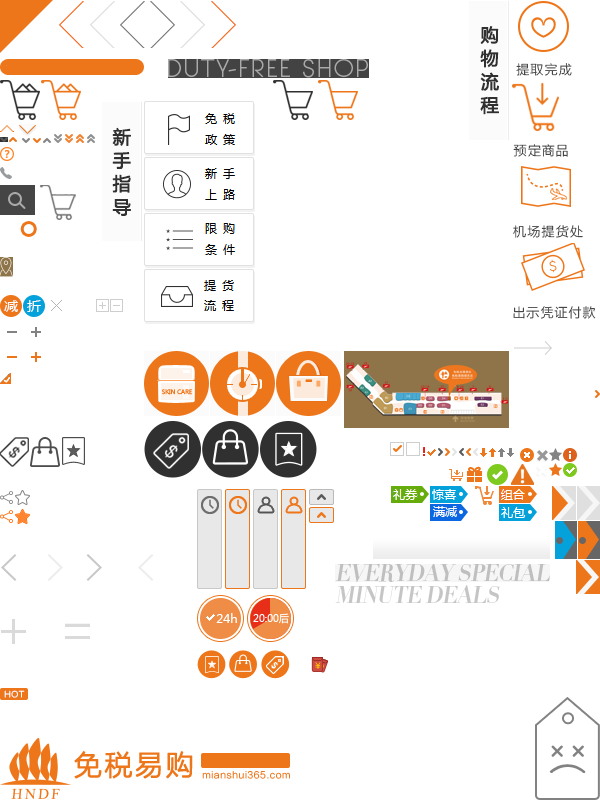 DUTY-FREE SHOP
购物流程
提取完成
预定商品
机场提货处
出示凭证付款
新手指导
免税
政策
新手
上路
限购
条件
提货
流程
减 折
SKIN CARE
礼券 惊喜 组合
满减 礼包
EVERYDAY SPECIAL
MINUTE DEALS
24h 20:00后
HOT
免税易购
mianshui365.com
HNDF